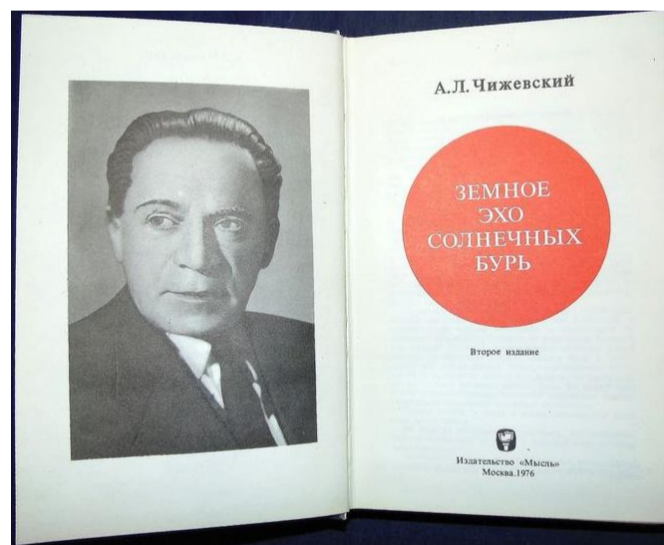 А.Л.Чижевский
ЗЕМНОЕ
ЭХО
СОЛНЕЧНЫХ
БУРЬ
Второе издание
Издательство «Мысль»
Москва.1976